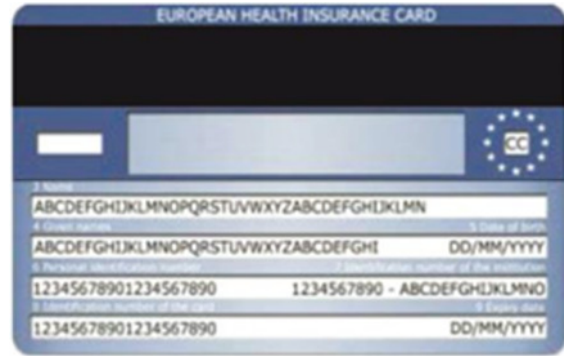 EUROPEAN HEALTH INSURANCE CARD
CC
3 Name
ABCDEFGHIJKLMNOPQRSTUVWXYZABCDEFGHIJKLMN
4 Given names 5 Date of birth
ABCDEFGHIJKLMNOPQRSTUVWXYZABCDEFGHI DD/MM/YYYY
6 Personal identification number 7 Identification number of the institution
12345678901234567890 1234567890 - ABCDEFGHIJKLMNO
8 Identification number of the card 9 Expiry date
12345678901234567890 DD/MM/YYYY